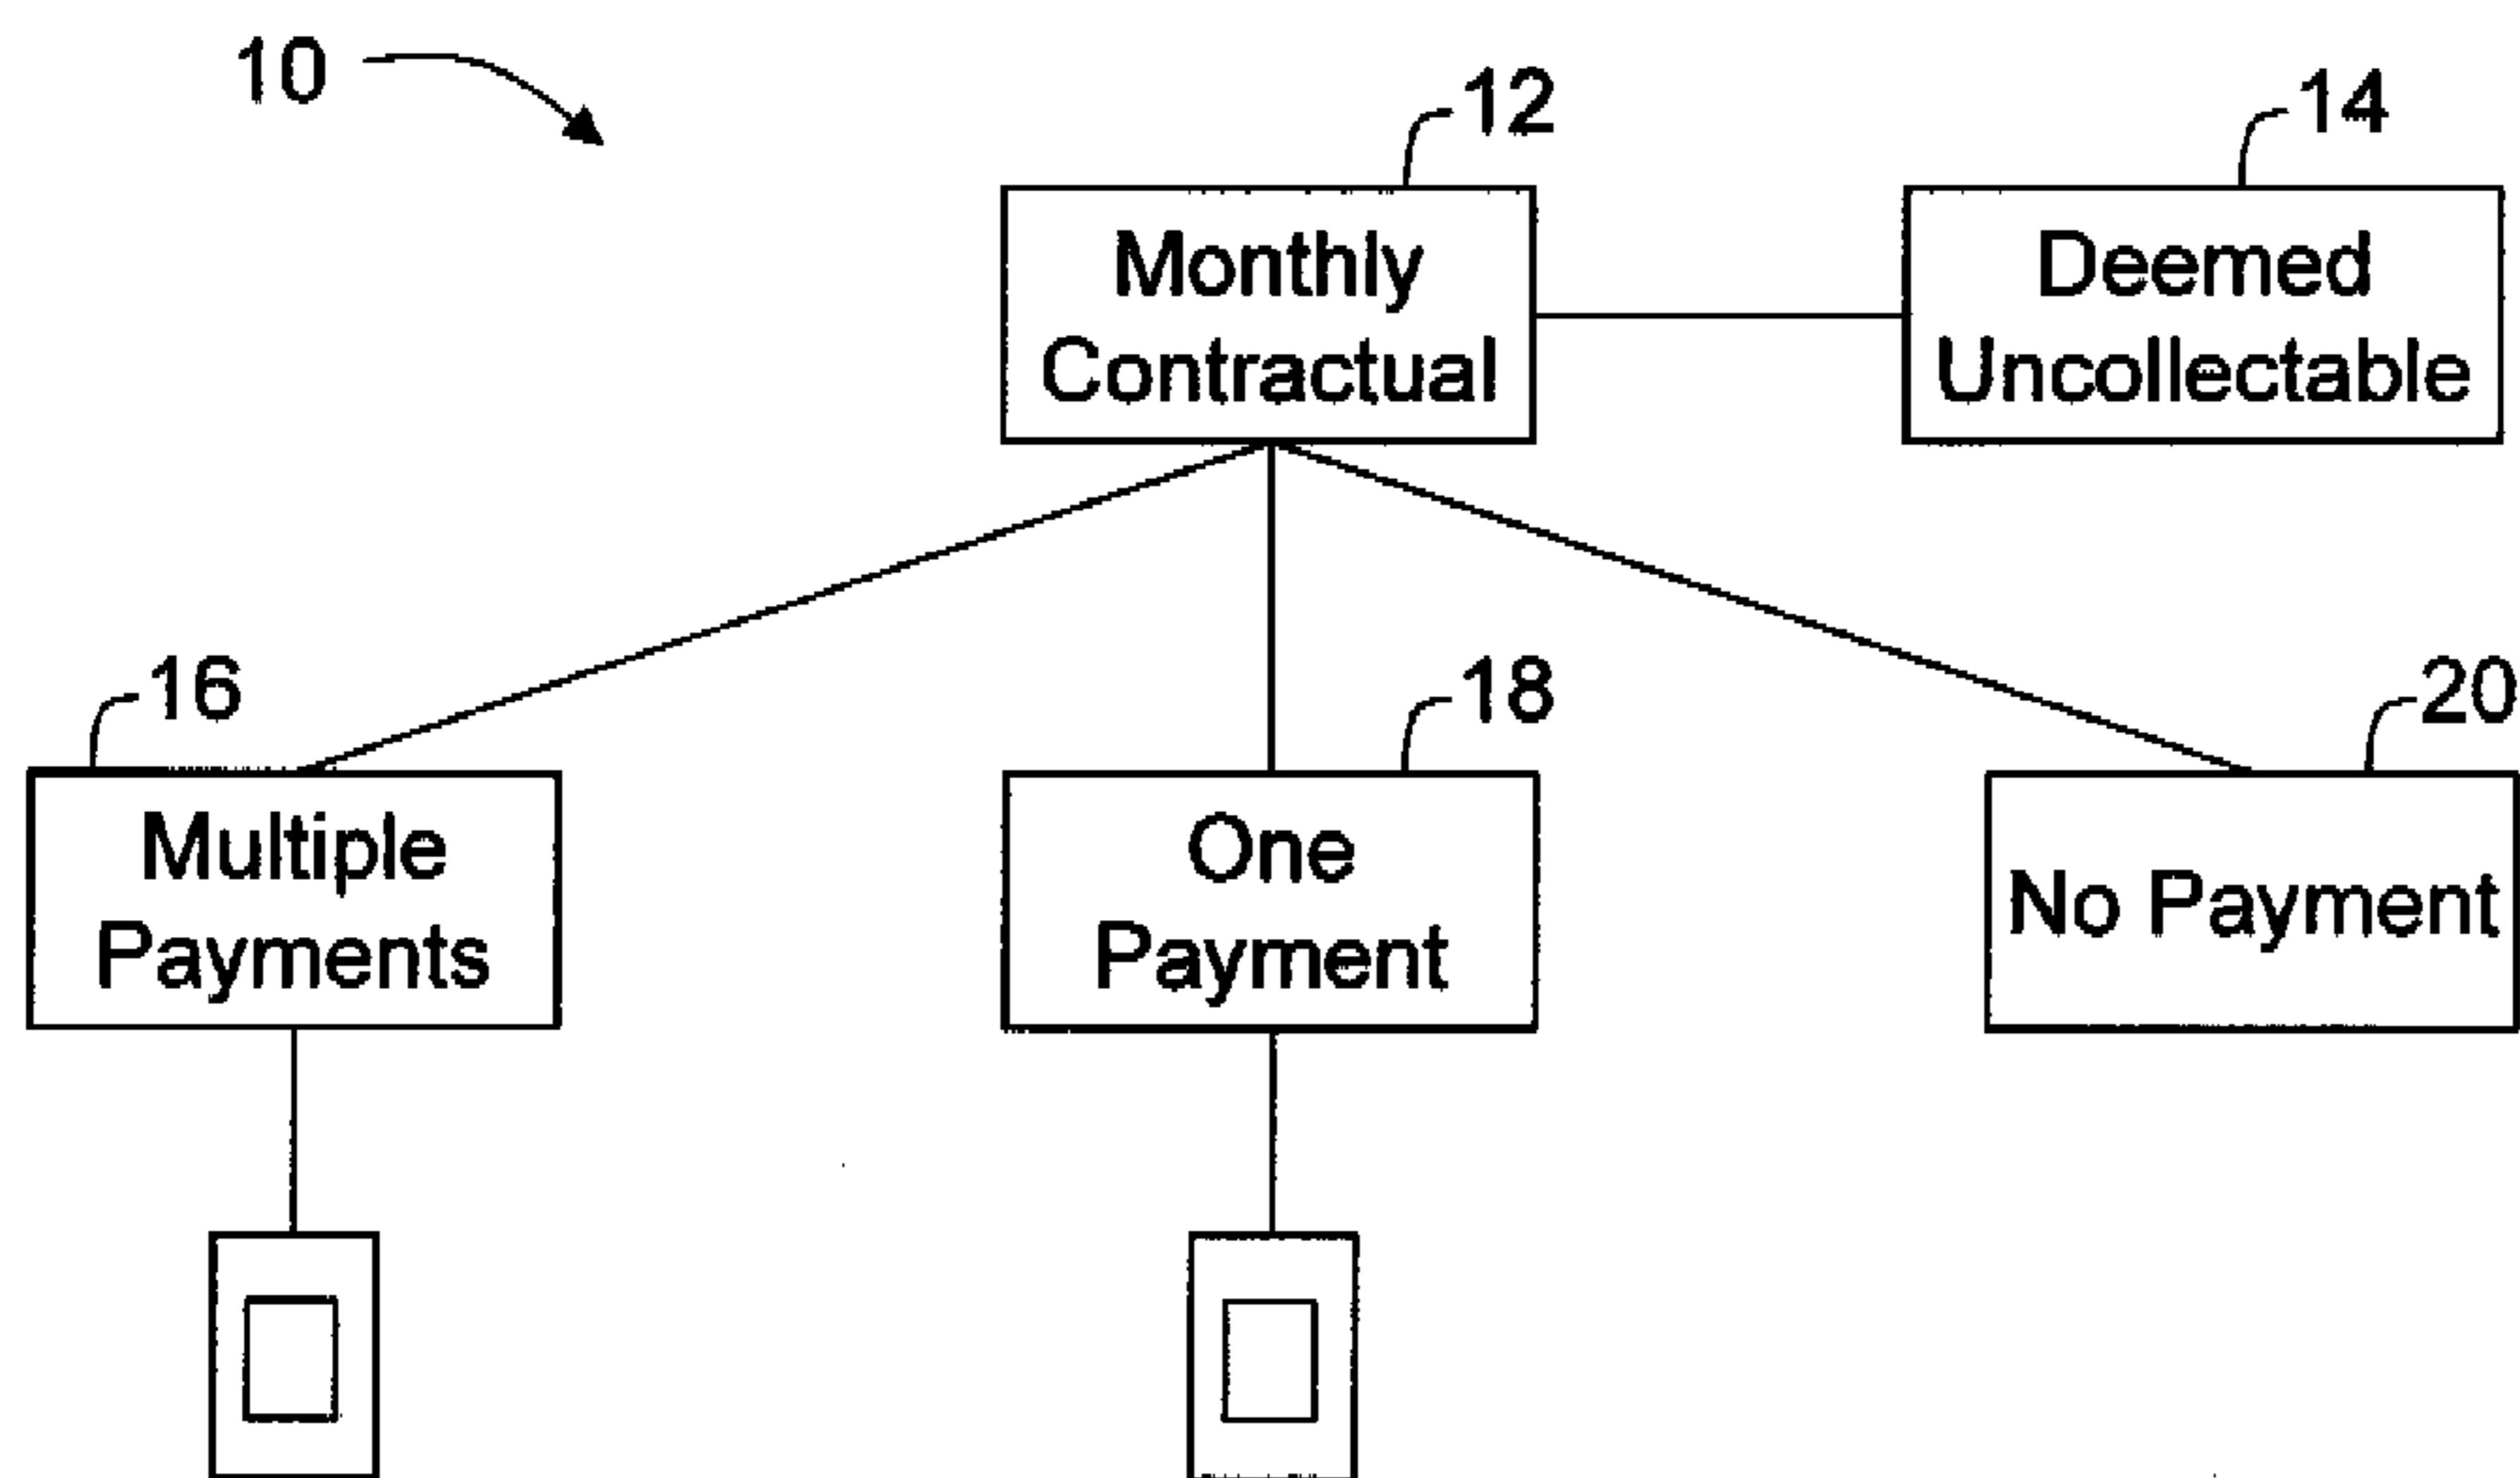 10
12
14
Monthly
Contractual
Deemed
Uncollectable
16
18
20
Multiple
Payments
One
Payment
No Payment